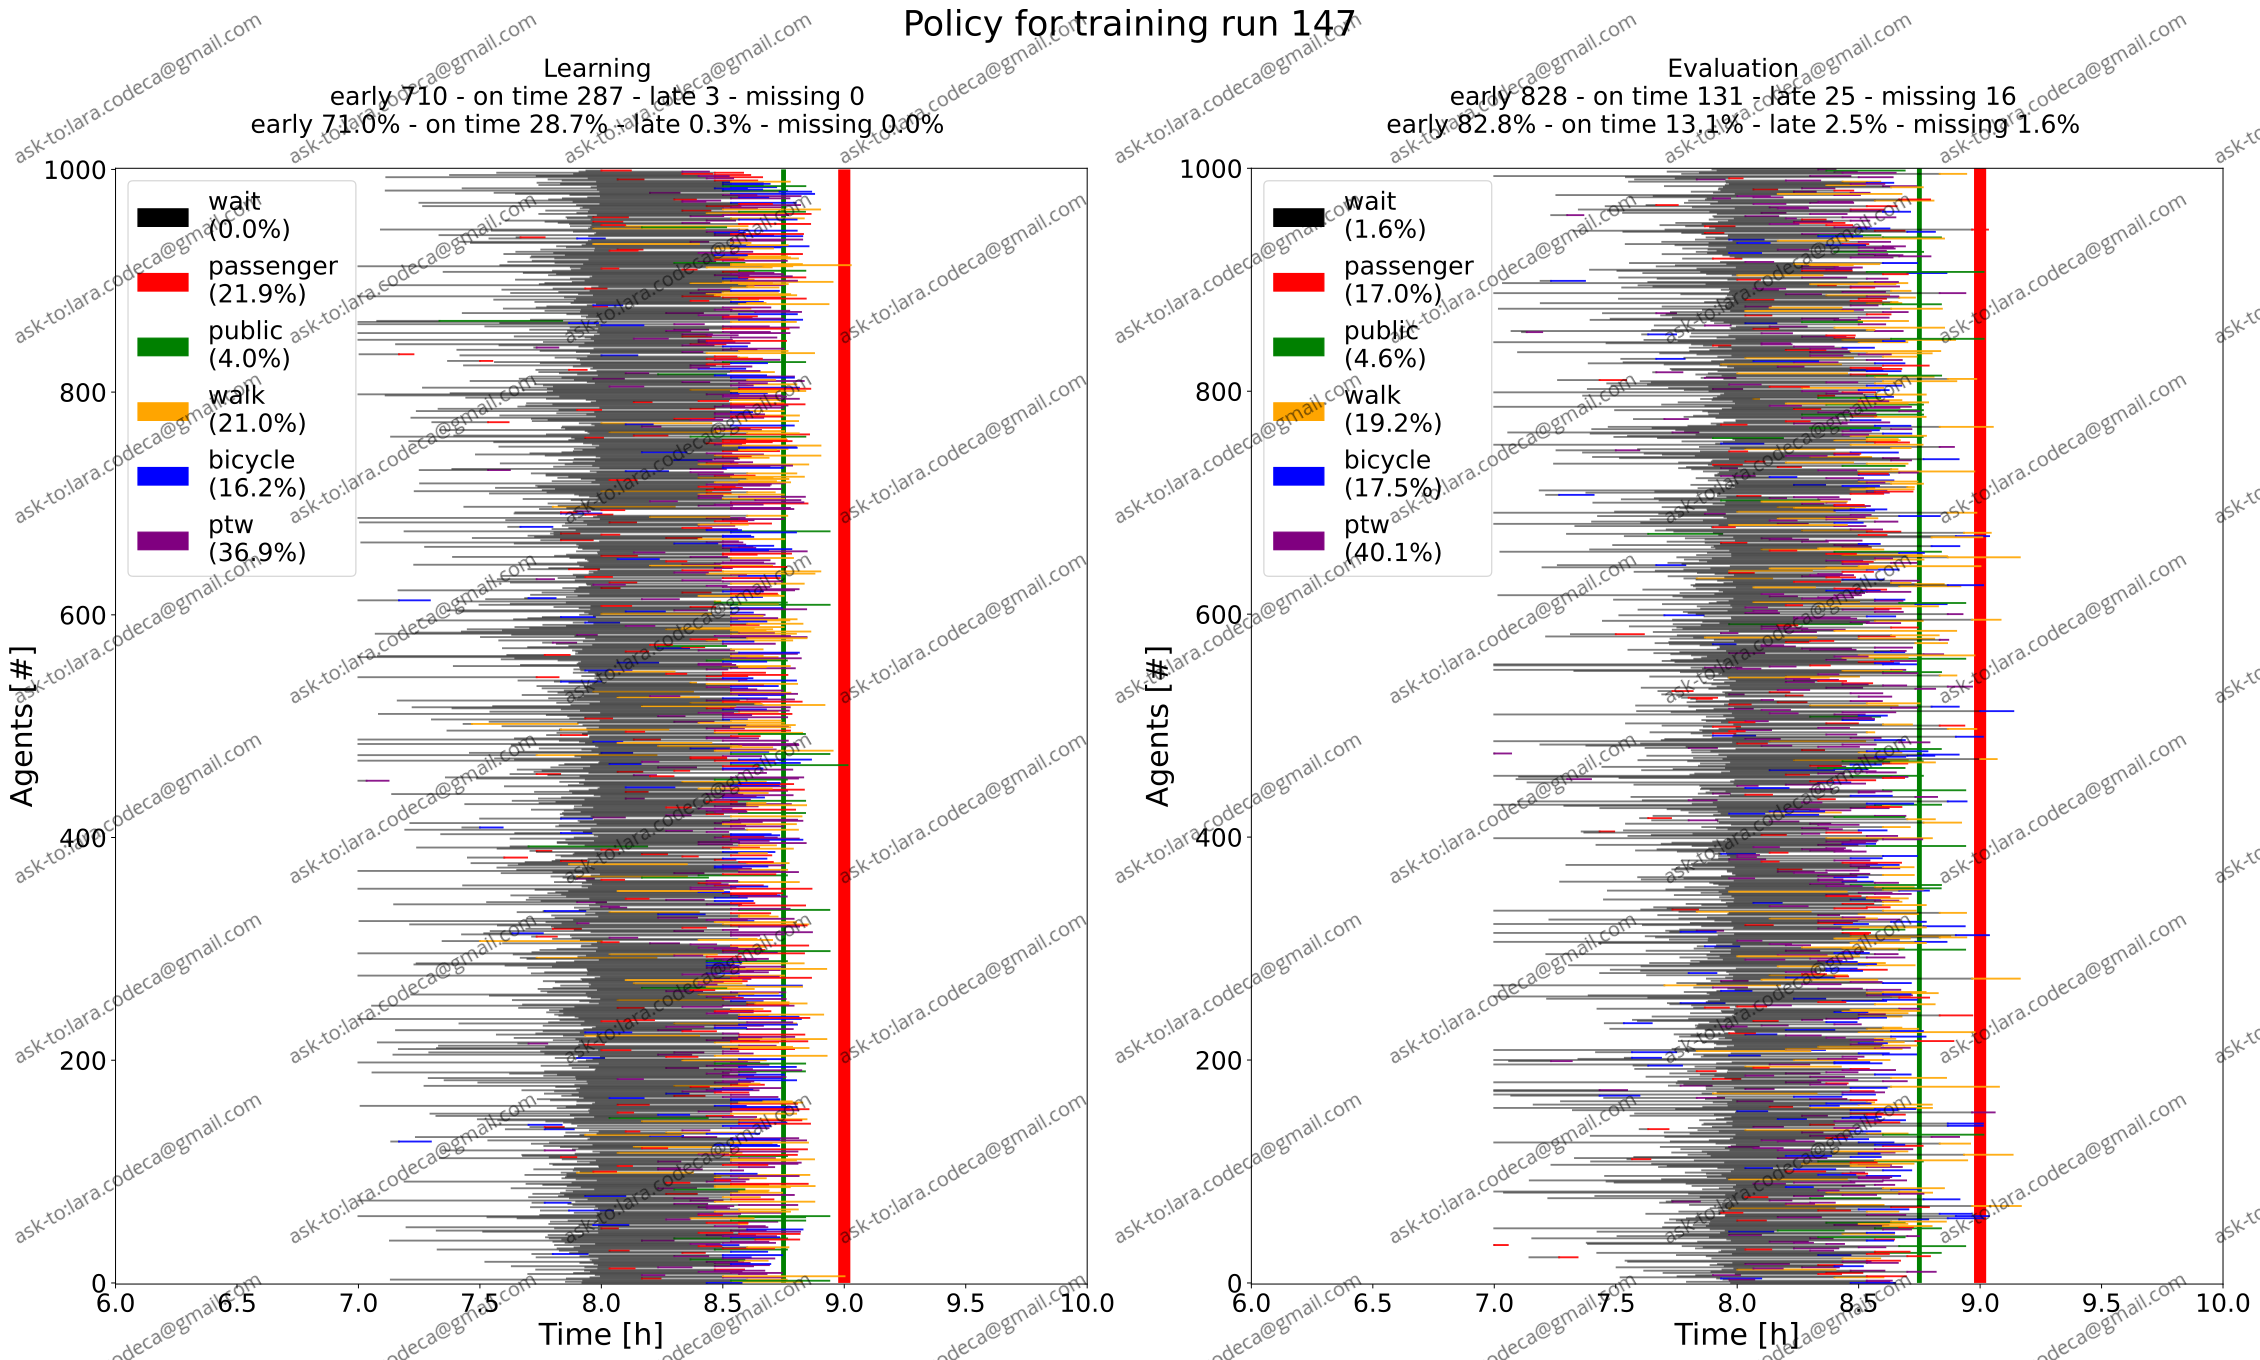 Policy for training run 147
Learning
early 710 - on time 287 - late 3 - missing 0
early 71.0% - on time 28.7% - late 0.3% - missing 0.0%
1000
800
600
400
200
0
Agents [#]
wait
(0.0%)
passenger
(21.9%)
public
(4.0%)
walk
(21.0%)
bicycle
(16.2%)
ptw
(36.9%)
6.0 6.5 7.0 7.5 8.0 8.5 9.0 9.5 10.0
Time [h]
Evaluation
early 828 - on time 131 - late 25 - missing 16
early 82.8% - on time 13.1% - late 2.5% - missing 1.6%
1000
800
600
400
200
0
Agents [#]
wait
(1.6%)
passenger
(17.0%)
public
(4.6%)
walk
(19.2%)
bicycle
(17.5%)
ptw
(40.1%)
6.0 6.5 7.0 7.5 8.0 8.5 9.0 9.5 10.0
Time [h]
ask-to:lara.codeca@gmail.com